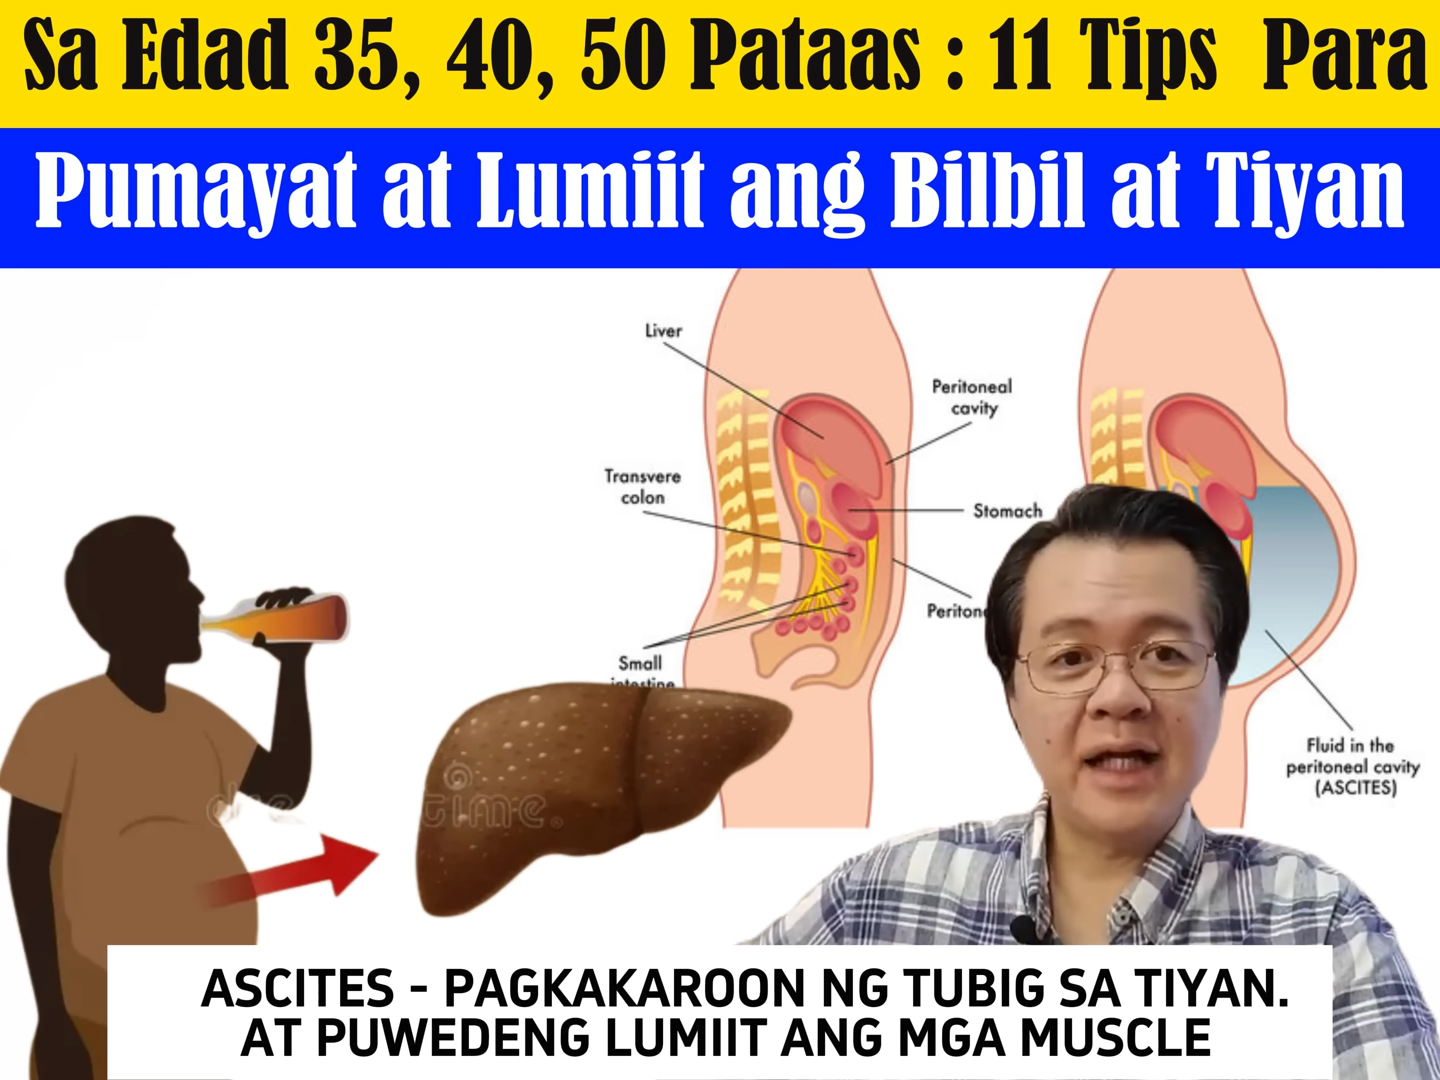 Sa Edad 35, 40, 50 Pataas : 11 Tips Para
Pumayat at Lumiit ang Bilbil at Tiyan
Liver
Peritoneal
cavity
Transvere
colon
Stomach
Small
intestine
Fluid in the
peritoneal cavity
(ASCITES)
time
ASCITES - PAGKAKAROON NG TUBIG SA TIYAN.
AT PUWEDENG LUMIIT ANG MGA MUSCLE